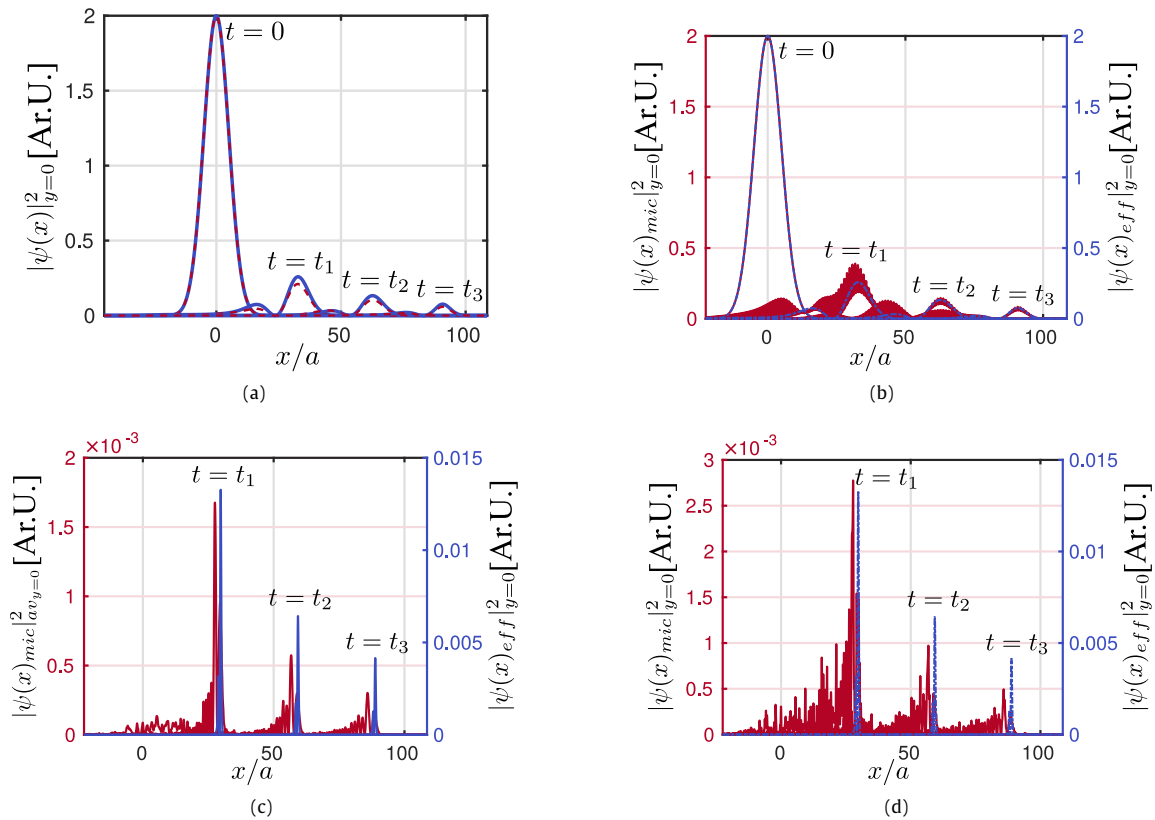 2
1.5
1
0.5
0
0
50
100
x/a
|ψ(x)|²_{y=0} [Ar.U.]
t = 0
t = t₁
t = t₂
t = t₃
(a)
2
1.5
1
0.5
0
2
1.5
1
0.5
0
0
50
100
x/a
|ψ(x)_{mic}|²_{y=0} [Ar.U.]
|ψ(x)_{eff}|²_{y=0} [Ar.U.]
t = 0
t = t₁
t = t₂
t = t₃
(b)
×10⁻³
2
1.5
1
0.5
0
0.015
0.01
0.005
0
0
50
100
x/a
|ψ(x)_{mic}|²_{av_{y=0}} [Ar.U.]
|ψ(x)_{eff}|²_{y=0} [Ar.U.]
t = t₁
t = t₂
t = t₃
(c)
×10⁻³
3
2.5
2
1.5
1
0.5
0
0.015
0.01
0.005
0
0
50
100
x/a
|ψ(x)_{mic}|²_{y=0} [Ar.U.]
|ψ(x)_{eff}|²_{y=0} [Ar.U.]
t = t₁
t = t₂
t = t₃
(d)